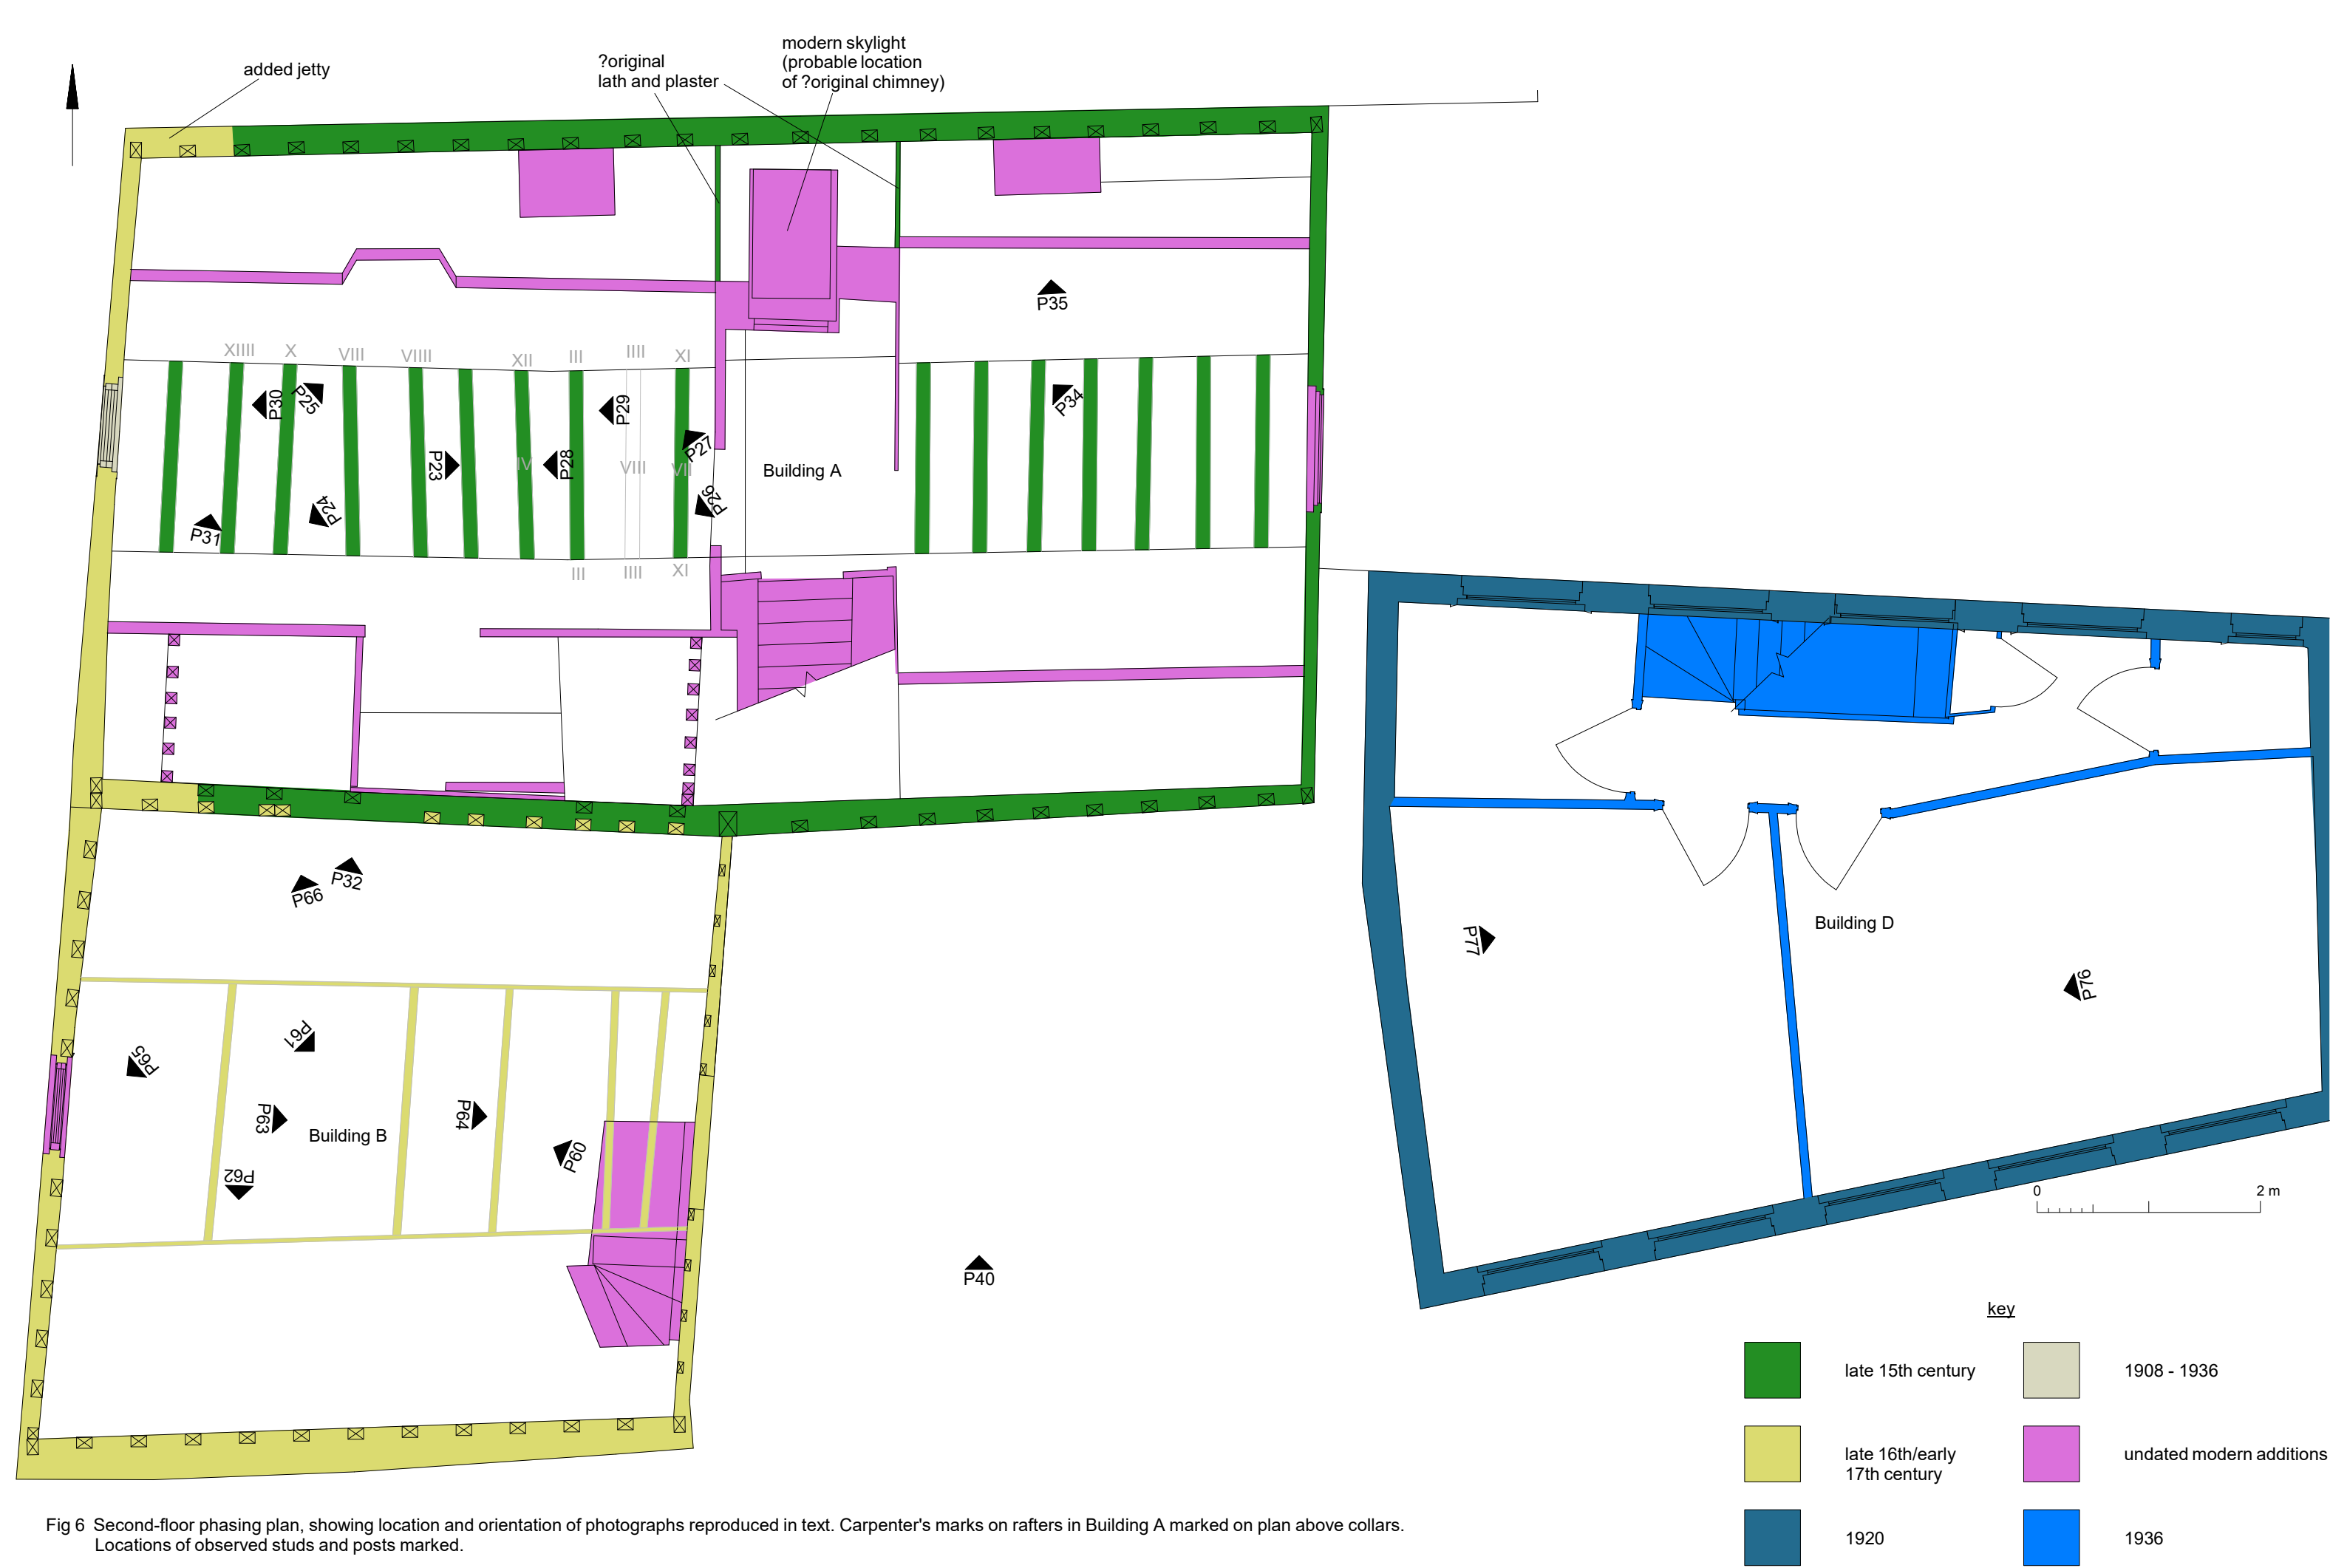 modern skylight
(probable location
of ?original chimney)
?original
lath and plaster
added jetty
P35
XIIII
X
VIII
VIIII
XII
III
IIII
XI
P30
P25
P29
P34
P27
P23
IV
P28
VIII
VII
Building A
P24
P26
P31
III
IIII
XI
P32
P66
Building D
P77
P76
P61
P65
P63
P64
Building B
P60
P62
0
2 m
P40
key
late 15th century
1908 - 1936
late 16th/early
17th century
undated modern additions
1920
1936
Fig 6 Second-floor phasing plan, showing location and orientation of photographs reproduced in text. Carpenter's marks on rafters in Building A marked on plan above collars.
Locations of observed studs and posts marked.